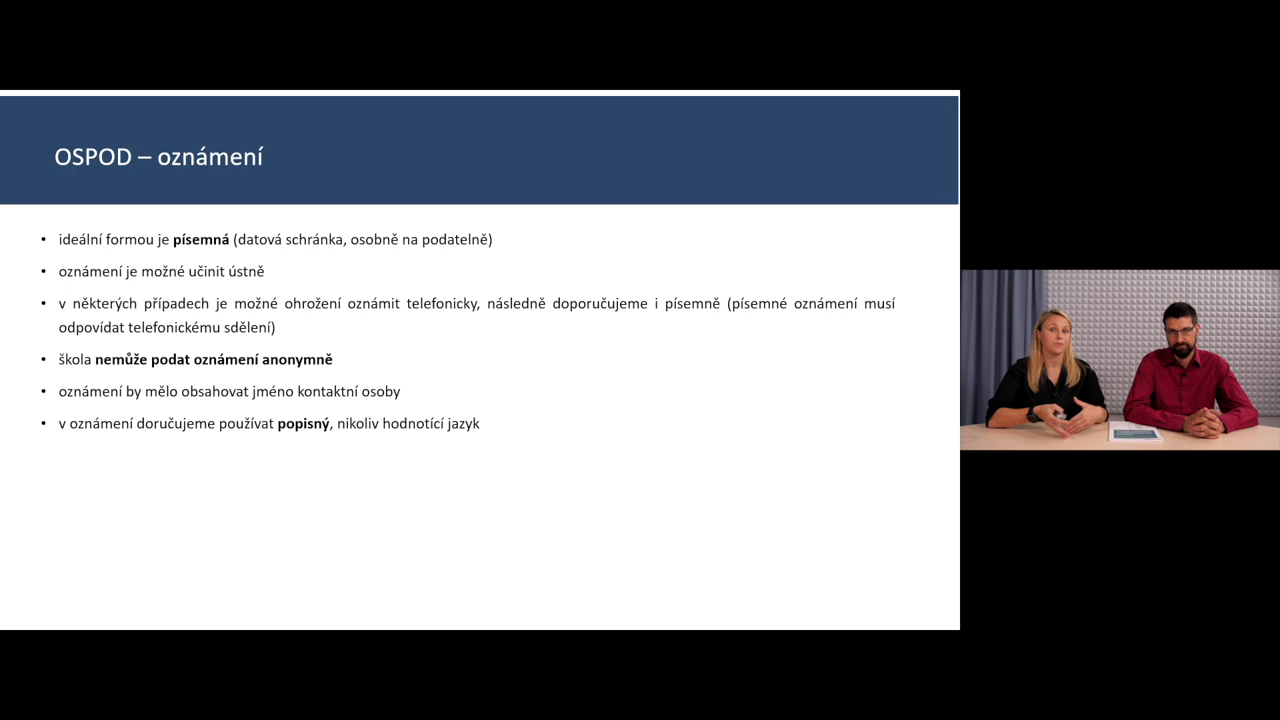 OSPOD – oznámení
• ideální formou je písemná (datová schránka, osobně na podatelně)
• oznámení je možné učinit ústně
• v některých případech je možné ohrožení oznámit telefonicky, následně doporučujeme i písemně (písemné oznámení musí
odpovídat telefonickému sdělení)
• škola nemůže podat oznámení anonymně
• oznámení by mělo obsahovat jméno kontaktní osoby
• v oznámení doručujeme používat popisný, nikoliv hodnotící jazyk